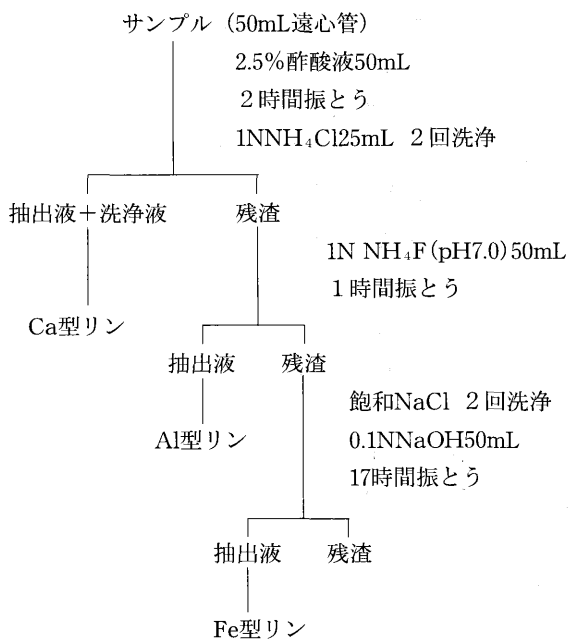 サンプル（50mL遠心管）
2.5%酢酸液50mL
2時間振とう
1NNH₄Cl25mL 2回洗浄
抽出液＋洗浄液
残渣
1N NH₄F(pH7.0)50mL
1時間振とう
Ca型リン
抽出液
残渣
飽和NaCl 2回洗浄
0.1NNaOH50mL
17時間振とう
Al型リン
抽出液
残渣
Fe型リン